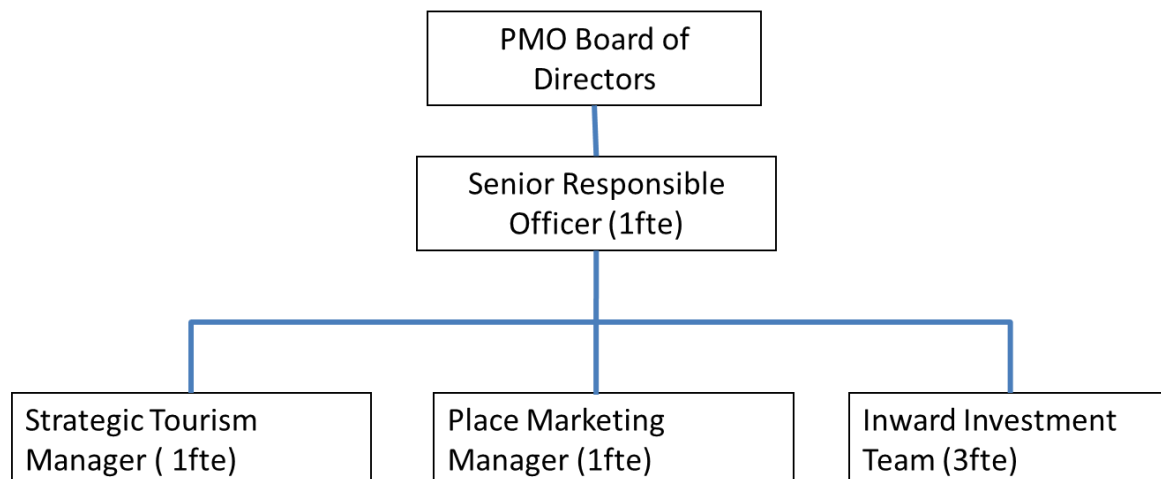 PMO Board of
Directors
Senior Responsible
Officer (1fte)
Strategic Tourism
Manager ( 1fte)
Place Marketing
Manager (1fte)
Inward Investment
Team (3fte)